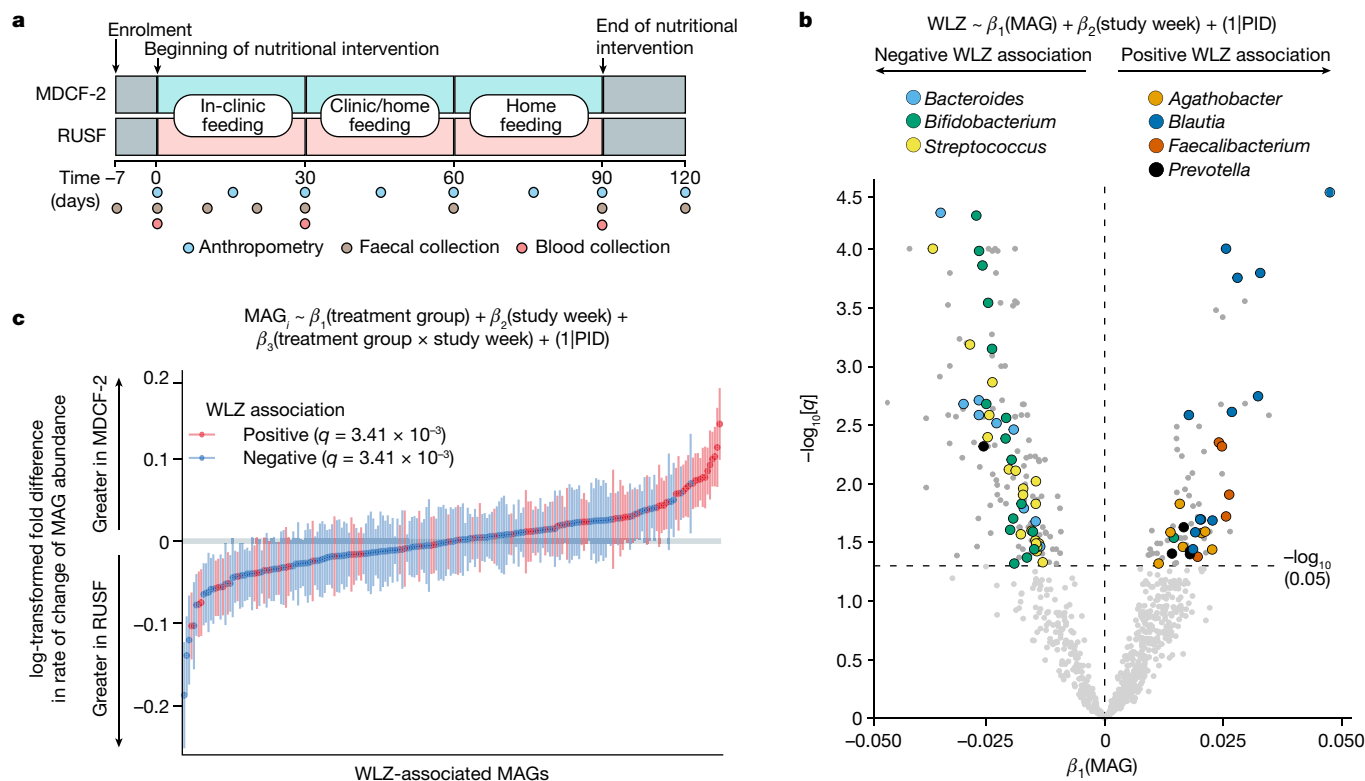 a
Enrolment
Beginning of nutritional intervention
End of nutritional
intervention
MDCF-2
RUSF
In-clinic
feeding
Clinic/home
feeding
Home
feeding
Time
(days)
−7 0 30 60 90 120
Anthropometry Faecal collection Blood collection
b
WLZ ~ β1(MAG) + β2(study week) + (1|PID)
Negative WLZ association
Positive WLZ association
Bacteroides
Bifidobacterium
Streptococcus
Agathobacter
Blautia
Faecalibacterium
Prevotella
−log10[q]
4.5
4.0
3.5
3.0
2.5
2.0
1.5
1.0
0.5
0
−log10
(0.05)
−0.050 −0.025 0 0.025 0.050
β1(MAG)
c
MAGi ~ β1(treatment group) + β2(study week) +
β3(treatment group × study week) + (1|PID)
log-transformed fold difference
in rate of change of MAG abundance
Greater in MDCF-2
Greater in RUSF
0.2
0.1
0
−0.1
−0.2
WLZ association
Positive (q = 3.41 × 10−3)
Negative (q = 3.41 × 10−3)
WLZ-associated MAGs